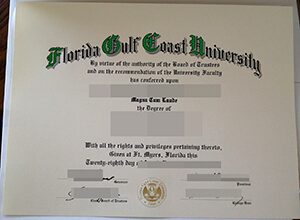 Florida Gulf Coast University
By virtue of the authority of the Board of Trustees
and on the recommendation of the University Faculty
has conferred upon
Magna Cum Laude
the Degree of
With all the rights and privileges pertaining thereto,
Given at Ft. Myers, Florida this
Twenty-eighth day